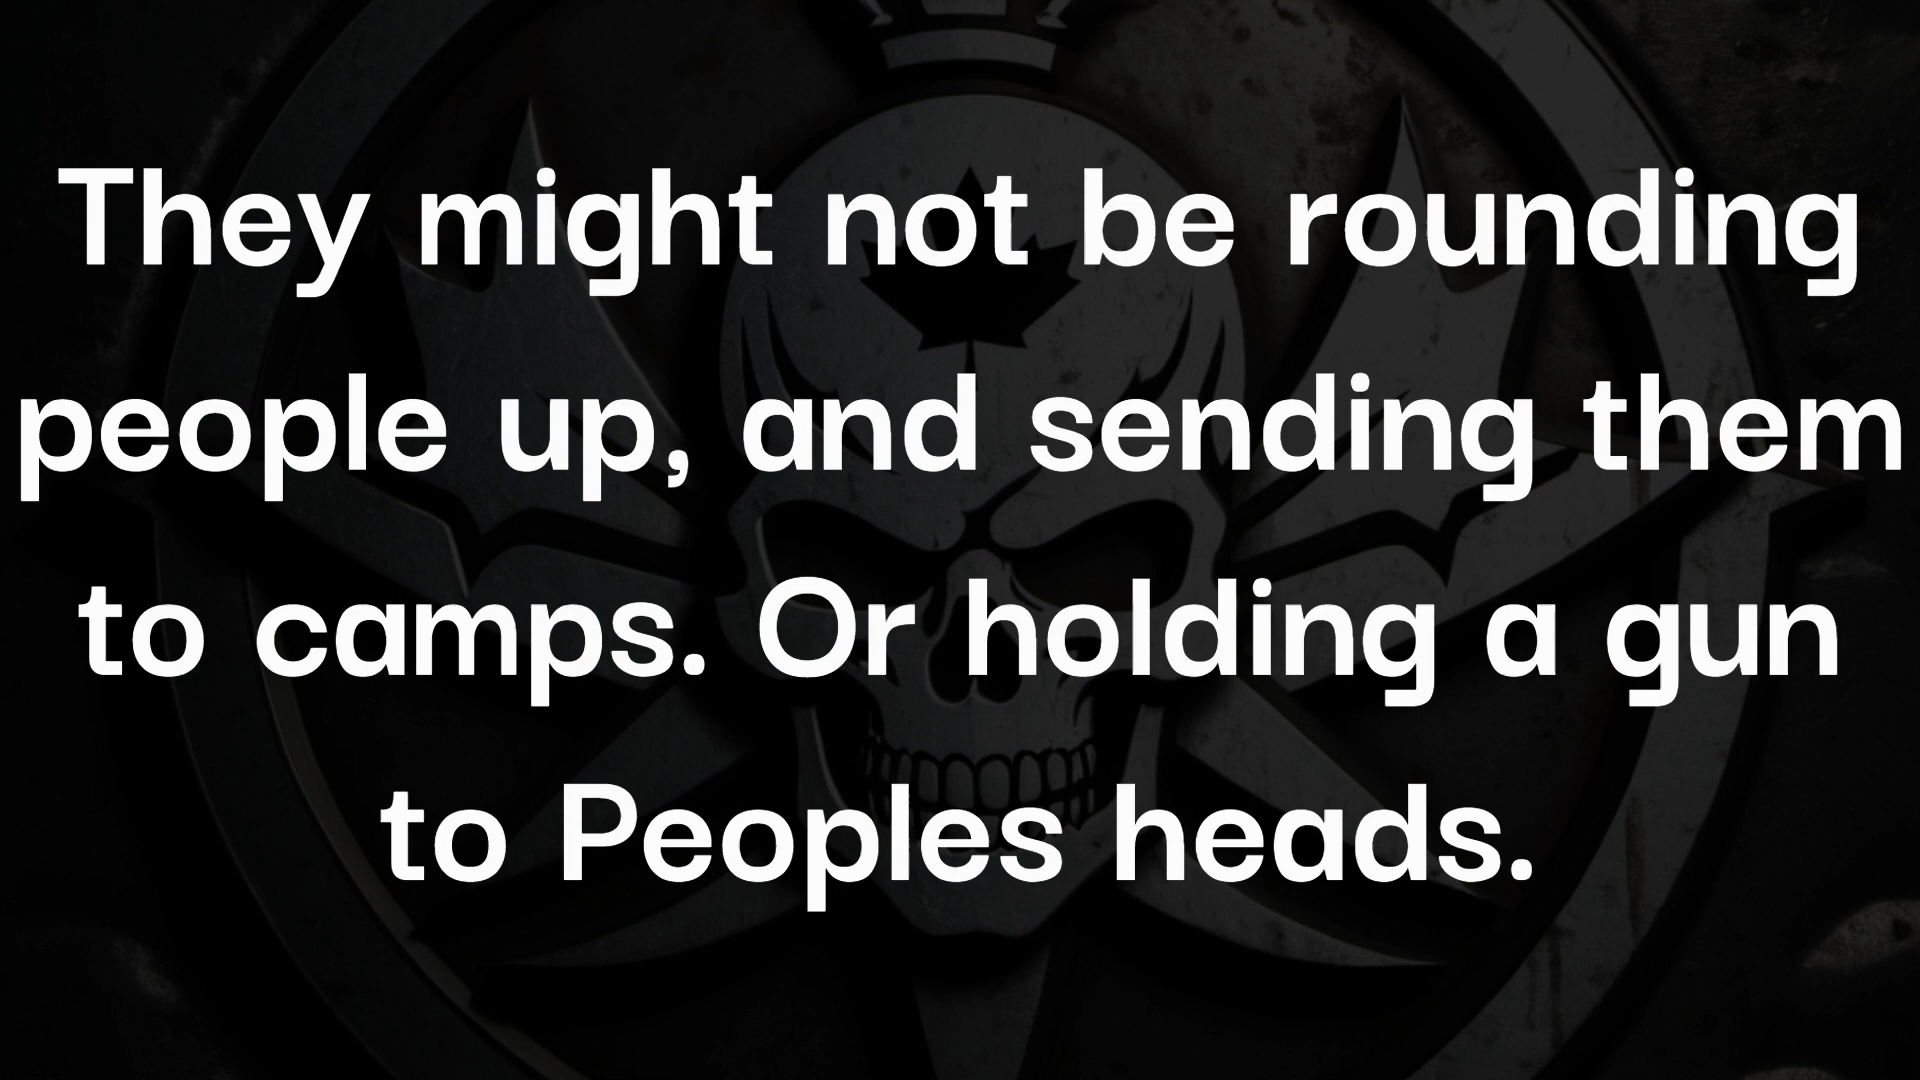 They might not be rounding
people up, and sending them
to camps. Or holding a gun
to Peoples heads.